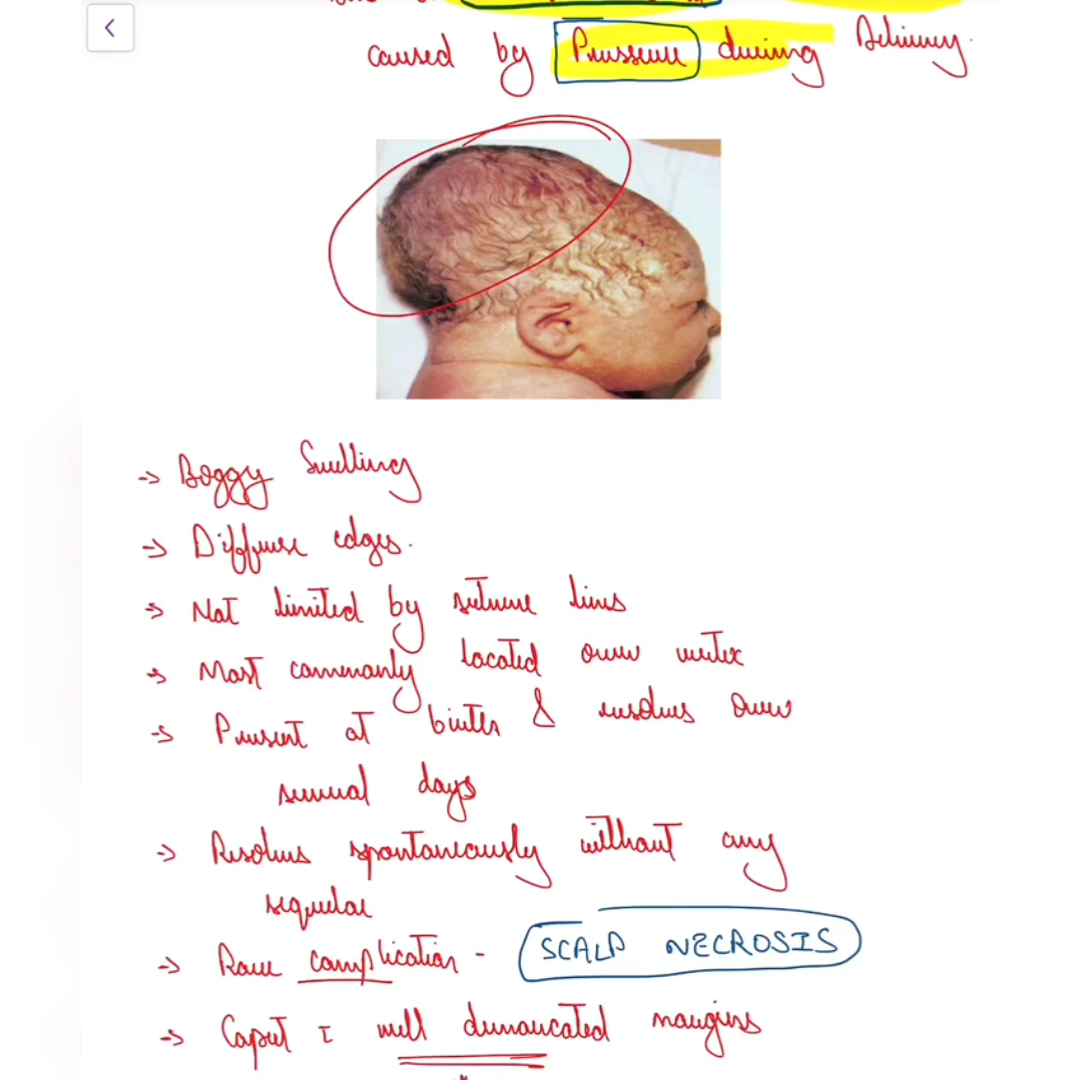 caused by Pressure during Delivery.
-> Boggy Swelling
-> Diffuse edges.
-> Not limited by suture lines
-> Most commonly located over vertex
-> Present at birth & resolves over
several days
-> Resolves spontaneously without any
sequelae
-> Rare complication - SCALP NECROSIS
-> Caput I well demarcated margins